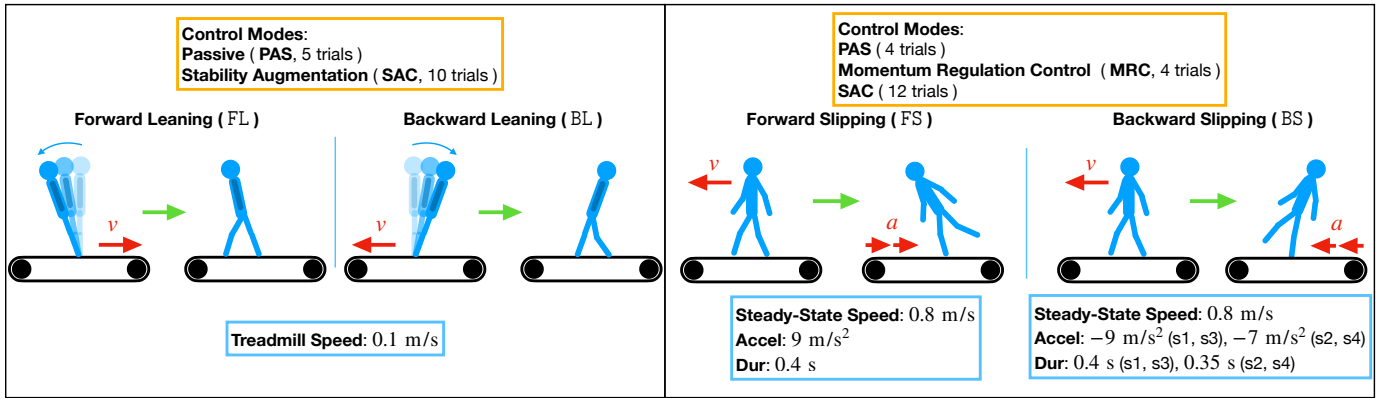 Control Modes:
Passive ( PAS, 5 trials )
Stability Augmentation ( SAC, 10 trials )
Forward Leaning ( FL )
Backward Leaning ( BL )
v
v
Treadmill Speed: 0.1 m/s
Control Modes:
PAS ( 4 trials )
Momentum Regulation Control ( MRC, 4 trials )
SAC ( 12 trials )
Forward Slipping ( FS )
Backward Slipping ( BS )
v
a
v
a
Steady-State Speed: 0.8 m/s
Accel: 9 m/s²
Dur: 0.4 s
Steady-State Speed: 0.8 m/s
Accel: −9 m/s² (s1, s3), −7 m/s² (s2, s4)
Dur: 0.4 s (s1, s3), 0.35 s (s2, s4)